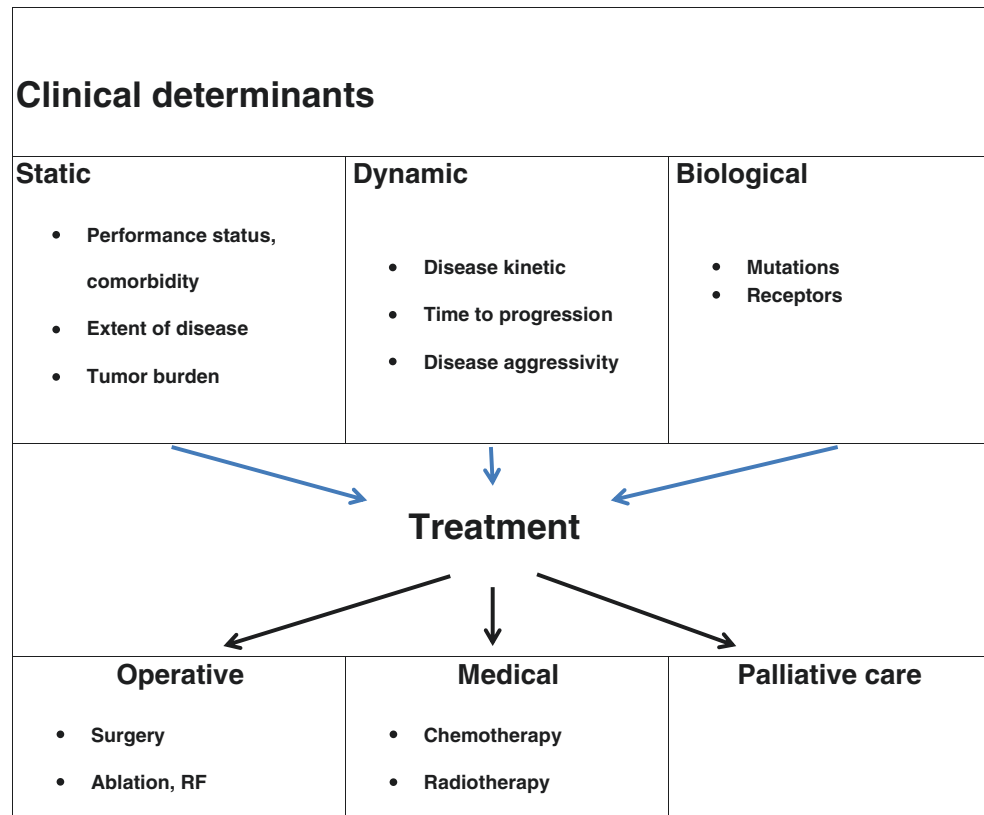 Clinical determinants
Static
• Performance status,
comorbidity
• Extent of disease
• Tumor burden
Dynamic
• Disease kinetic
• Time to progression
• Disease aggressivity
Biological
• Mutations
• Receptors
Treatment
Operative
• Surgery
• Ablation, RF
Medical
• Chemotherapy
• Radiotherapy
Palliative care